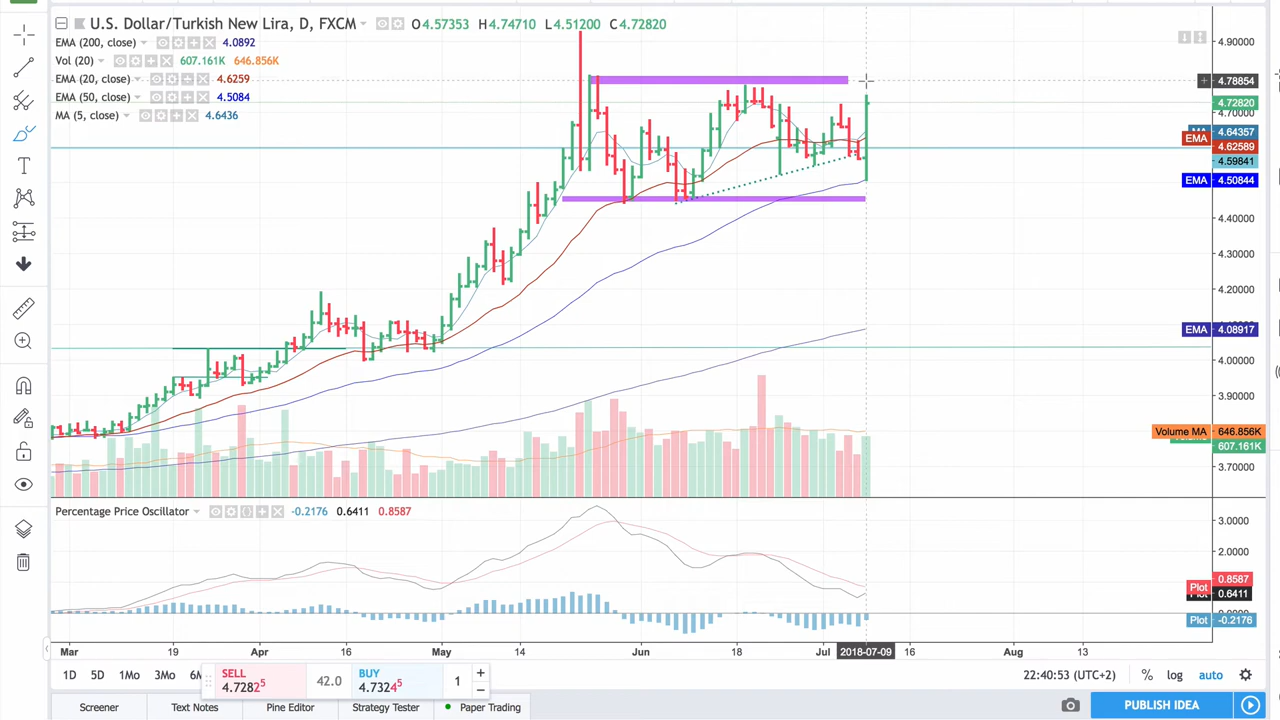 U.S. Dollar/Turkish New Lira, D, FXCM O4.57353 H4.74710 L4.51200 C4.72820
EMA (200, close) 4.0892
Vol (20) 607.161K 646.856K
EMA (20, close) 4.6259
EMA (50, close) 4.5084
MA (5, close) 4.6436
4.90000
4.78854
4.72820
4.70000
MA 4.64357
EMA 4.62589
4.59841
EMA 4.50844
4.40000
4.30000
4.20000
EMA 4.08917
4.00000
3.90000
Volume MA 646.856K
607.161K
3.70000
Percentage Price Oscillator -0.2176 0.6411 0.8587
3.0000
2.0000
Plot 0.8587
Plot 0.6411
Plot -0.2176
Mar 19 Apr 16 May 14 Jun 18 Jul 2018-07-09 16 Aug 13
1D 5D 1Mo 3Mo 6M
SELL
4.72825
42.0
BUY
4.73245
1
22:40:53 (UTC+2) % log auto
Screener Text Notes Pine Editor Strategy Tester Paper Trading
PUBLISH IDEA